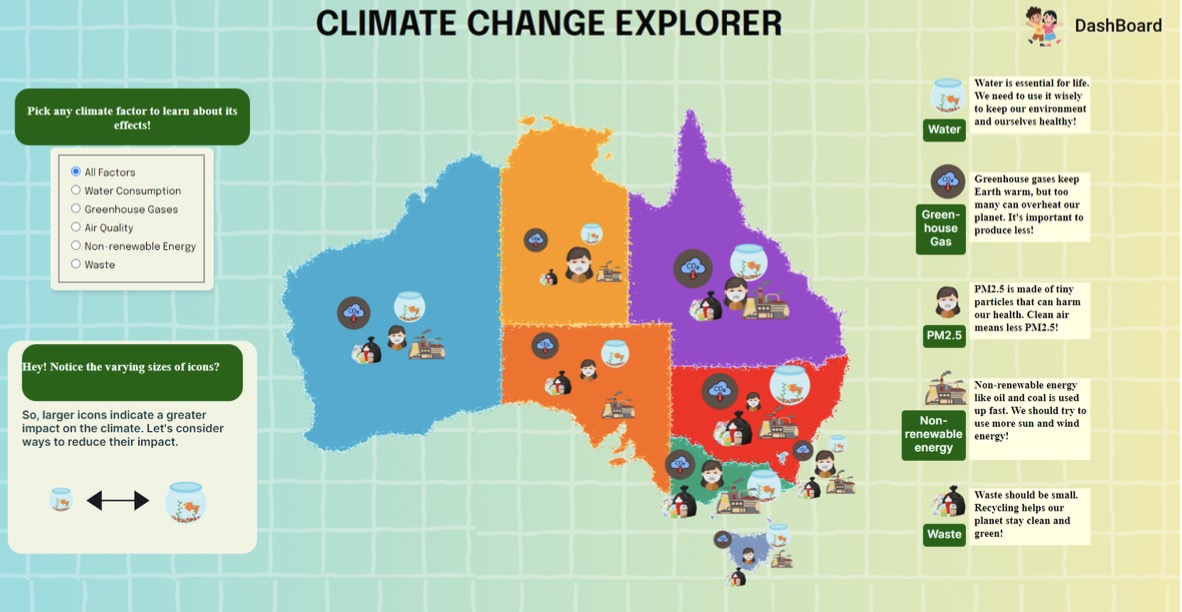 CLIMATE CHANGE EXPLORER
DashBoard
Pick any climate factor to learn about its
effects!
All Factors
Water Consumption
Greenhouse Gases
Air Quality
Non-renewable Energy
Waste
Hey! Notice the varying sizes of icons?
So, larger icons indicate a greater
impact on the climate. Let's consider
ways to reduce their impact.
Water
Water is essential for life.
We need to use it wisely
to keep our environment
and ourselves healthy!
Green-
house
Gas
Greenhouse gases keep
Earth warm, but too
many can overheat our
planet. It's important to
produce less!
PM2.5
PM2.5 is made of tiny
particles that can harm
our health. Clean air
means less PM2.5!
Non-
renewable
energy
Non-renewable energy
like oil and coal is used
up fast. We should try to
use more sun and wind
energy!
Waste
Waste should be small.
Recycling helps our
planet stay clean and
green!